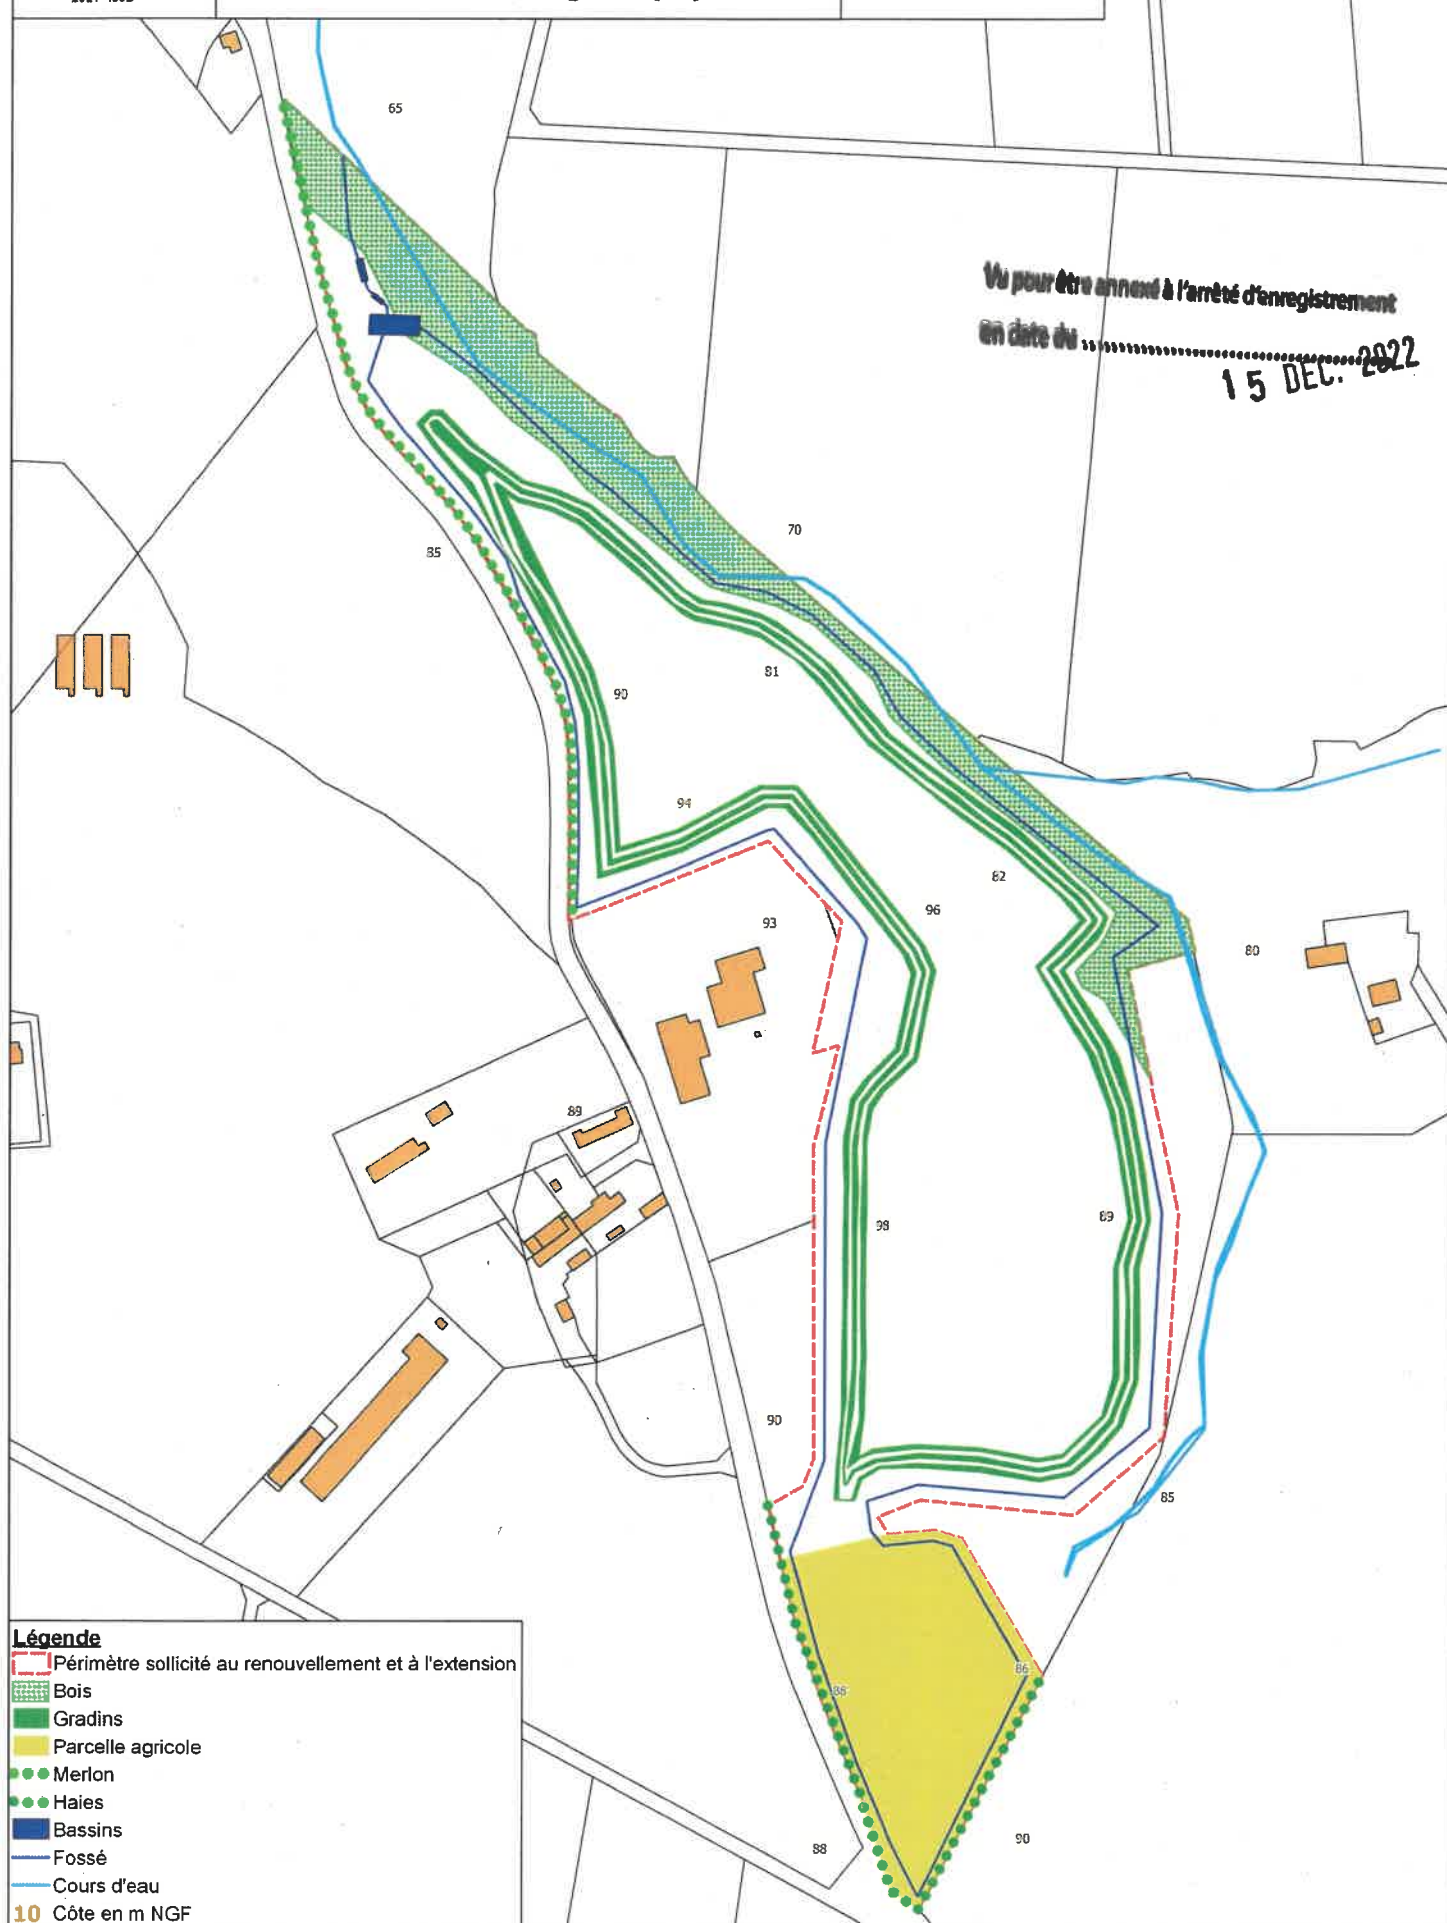 65
Vu pour être annexé à l'arrêté d'enregistrement
en date du ........................
15 DEC. 2022
70
85
81
90
94
82
96
93
80
89
98
89
90
85
86
88
88
90
Légende
Périmètre sollicité au renouvellement et à l'extension
Bois
Gradins
Parcelle agricole
Merlon
Haies
Bassins
Fossé
Cours d'eau
10 Côte en m NGF